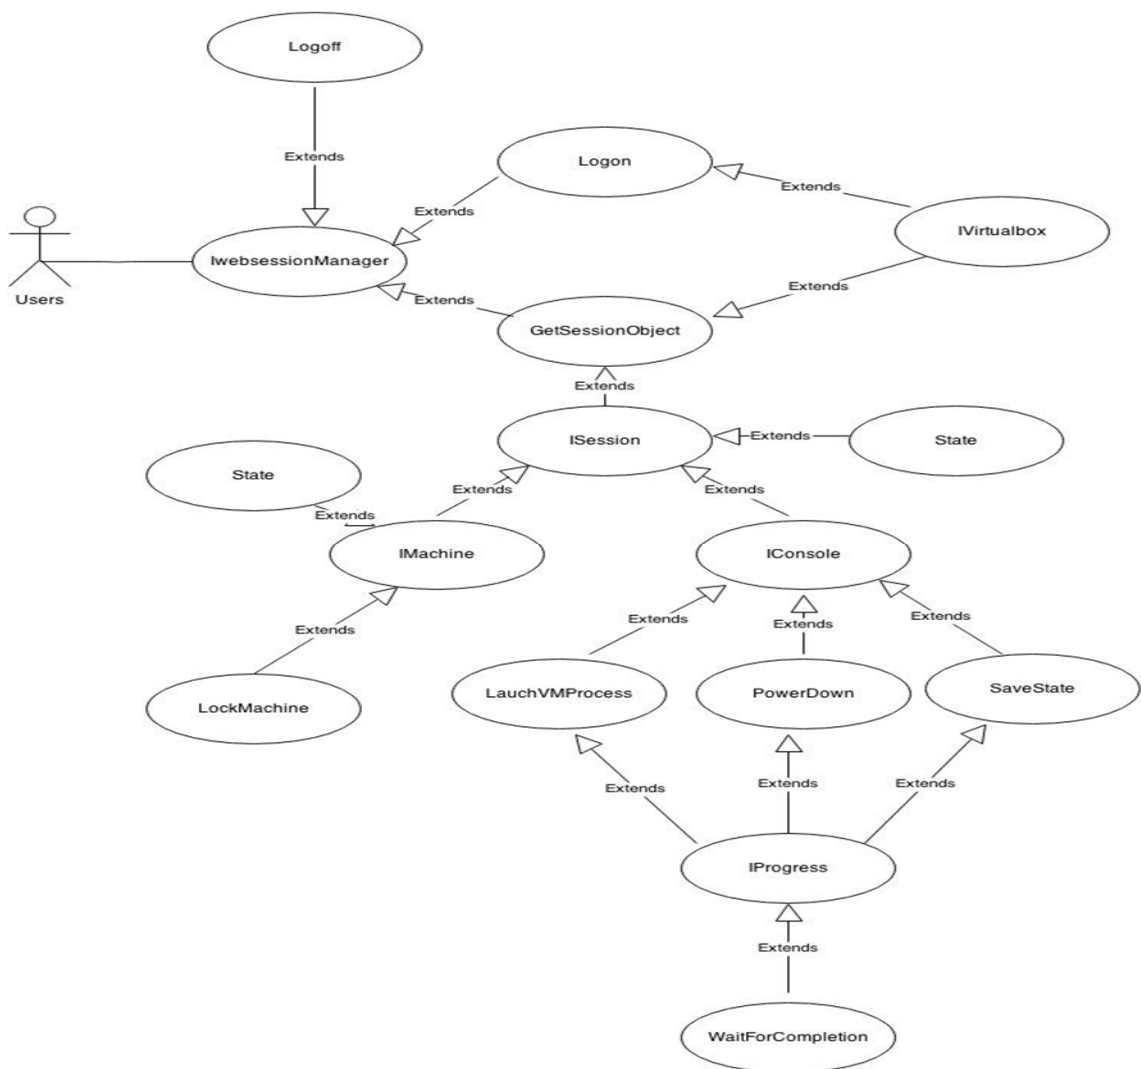 Logoff
Extends
Logon
Extends
Extends
IVirtualbox
IwebsessionManager
Users
Extends
Extends
GetSessionObject
Extends
ISession
Extends
State
State
Extends
Extends
Extends
IMachine
IConsole
Extends
Extends
Extends
Extends
LockMachine
LauchVMProcess
PowerDown
SaveState
Extends
Extends
Extends
IProgress
Extends
WaitForCompletion